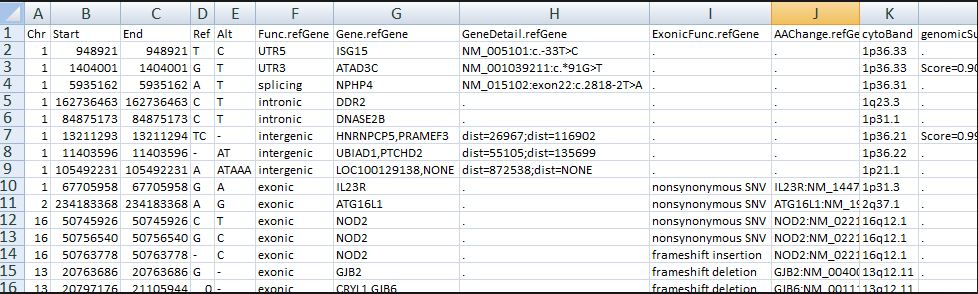 A B C D E F G H I J K
1 Chr Start End Ref Alt Func.refGene Gene.refGene GeneDetail.refGene ExonicFunc.refGene AAChange.refGe cytoBand genomicSu
2 1 948921 948921 T C UTR5 ISG15 NM_005101:c.-33T>C . . 1p36.33 .
3 1 1404001 1404001 G T UTR3 ATAD3C NM_001039211:c.*91G>T . . 1p36.33 Score=0.90
4 1 5935162 5935162 A T splicing NPHP4 NM_015102:exon22:c.2818-2T>A . . 1p36.31 .
5 1 162736463 162736463 C T intronic DDR2 . . . 1q23.3 .
6 1 84875173 84875173 C T intronic DNASE2B . . . 1p31.1 .
7 1 13211293 13211294 TC - intergenic HNRNPCP5,PRAMEF3 dist=26967;dist=116902 . . 1p36.21 Score=0.99
8 1 11403596 11403596 - AT intergenic UBIAD1,PTCHD2 dist=55105;dist=135699 . . 1p36.22 .
9 1 105492231 105492231 A ATAAA intergenic LOC100129138,NONE dist=872538;dist=NONE . . 1p21.1 .
10 1 67705958 67705958 G A exonic IL23R . nonsynonymous SNV IL23R:NM_1447 1p31.3 .
11 2 234183368 234183368 A G exonic ATG16L1 . nonsynonymous SNV ATG16L1:NM_19 2q37.1 .
12 16 50745926 50745926 C T exonic NOD2 . nonsynonymous SNV NOD2:NM_0221 16q12.1 .
13 16 50756540 50756540 G C exonic NOD2 . nonsynonymous SNV NOD2:NM_0221 16q12.1 .
14 16 50763778 50763778 - C exonic NOD2 . frameshift insertion NOD2:NM_0221 16q12.1 .
15 13 20763686 20763686 G - exonic GJB2 . frameshift deletion GJB2:NM_0040 13q12.11 .
16 13 20797176 21105944 0 - exonic CRYL1,GJB6 . frameshift deletion GJB6:NM_0011 13q12.11 .